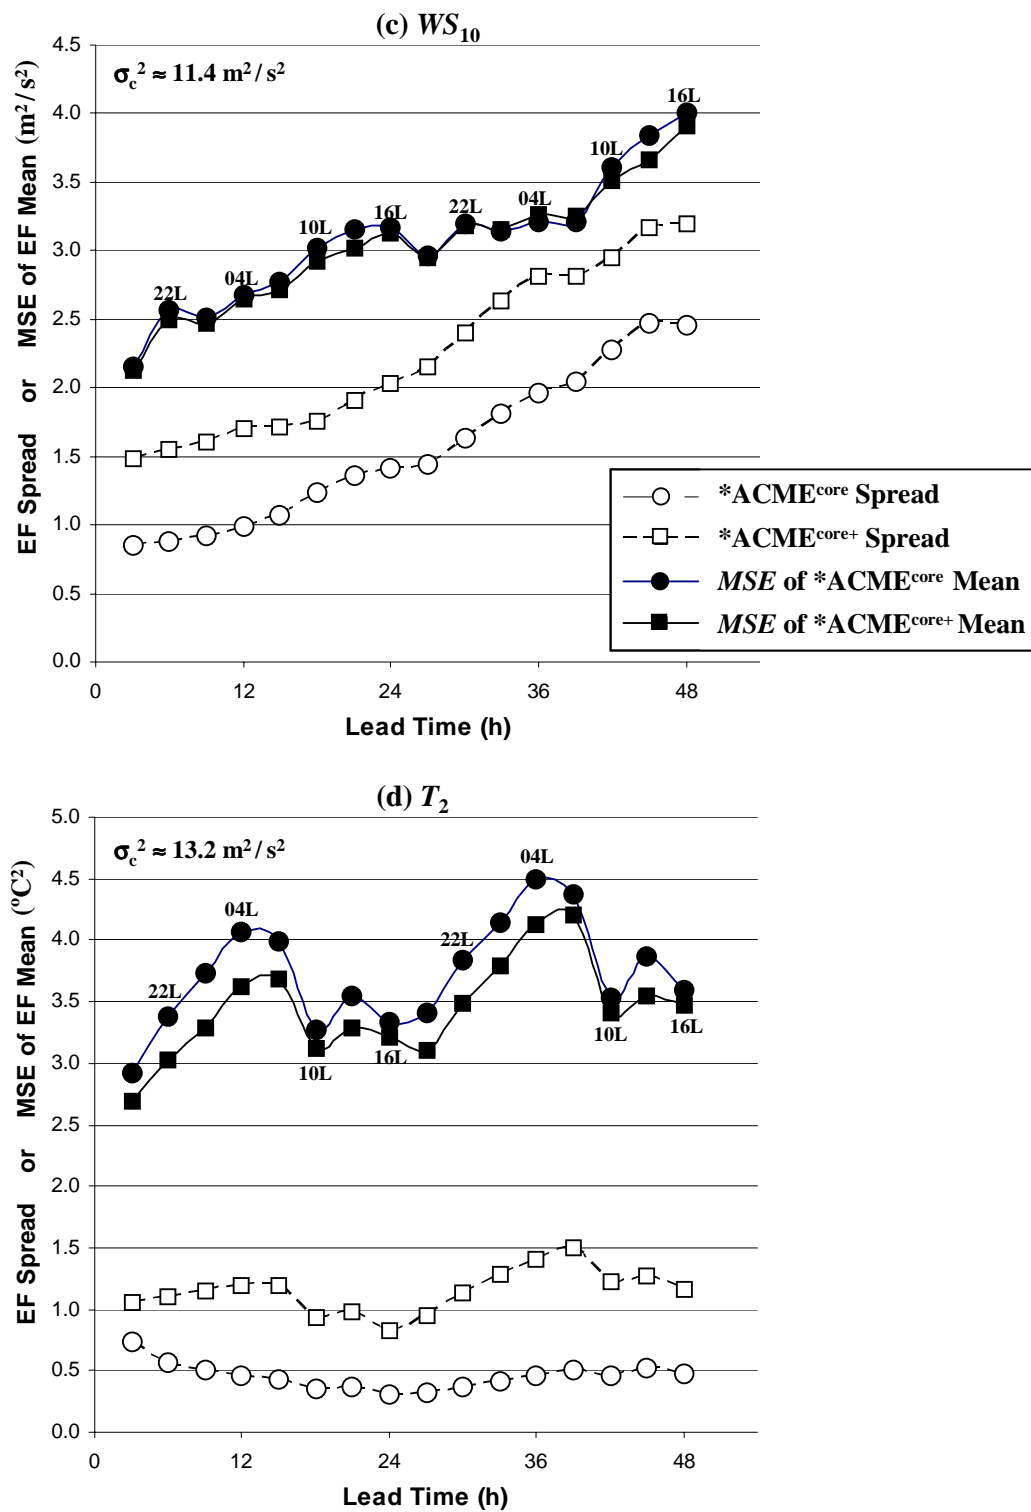 (c) WS10
EF Spread or MSE of EF Mean (m2/s2)
σc2 ≈ 11.4 m2/s2
4.5
4.0
3.5
3.0
2.5
2.0
1.5
1.0
0.5
0.0
22L
04L
10L
16L
22L
04L
10L
16L
*ACMEcore Spread
*ACMEcore+ Spread
MSE of *ACMEcore Mean
MSE of *ACMEcore+ Mean
0 12 24 36 48
Lead Time (h)
(d) T2
EF Spread or MSE of EF Mean (ºC2)
σc2 ≈ 13.2 m2/s2
5.0
4.5
4.0
3.5
3.0
2.5
2.0
1.5
1.0
0.5
0.0
22L
04L
10L
16L
22L
04L
10L
16L
0 12 24 36 48
Lead Time (h)